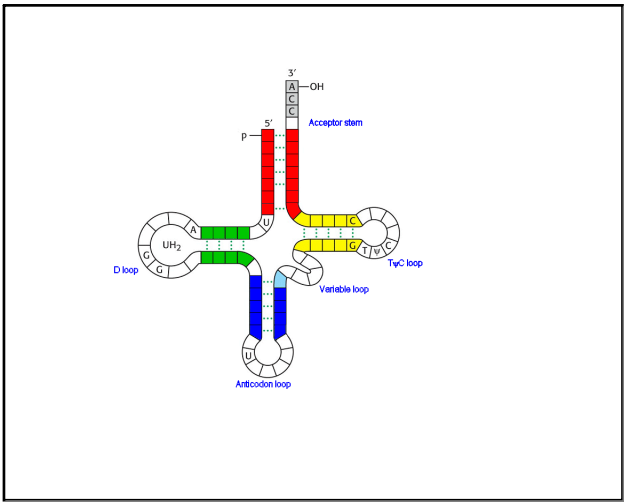 3′
A
OH
C
C
5′
Acceptor stem
p
C
U
A
UH2
G
C
G
T
ψ
G
G
D loop
TψC loop
Variable loop
U
Anticodon loop